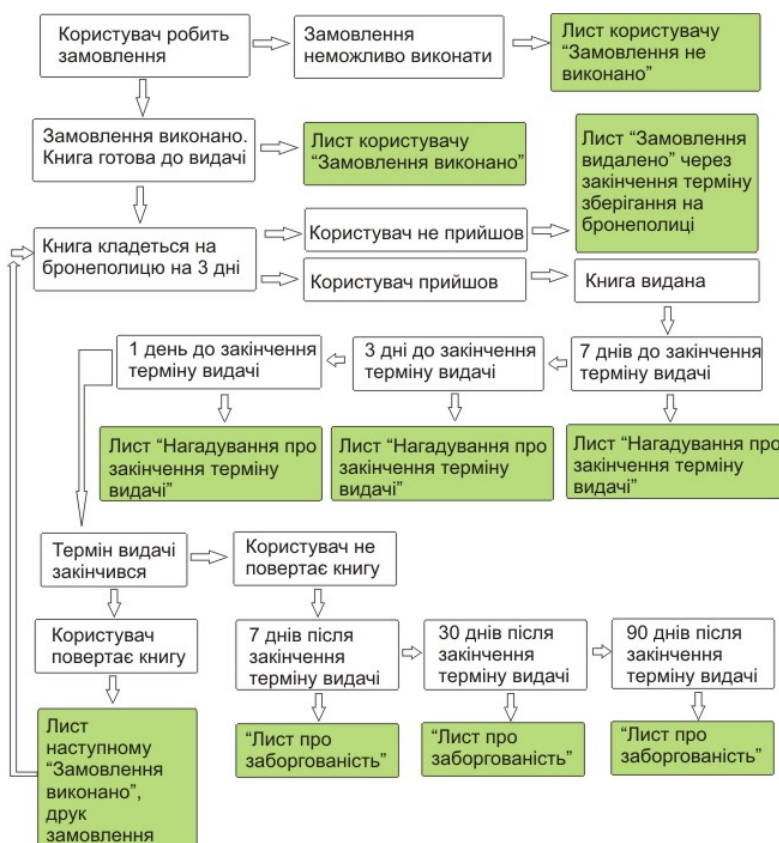 Користувач робить
замовлення
Замовлення
неможливо виконати
Лист користувачу
“Замовлення не
виконано”
Замовлення виконано.
Книга готова до видачі
Лист користувачу
“Замовлення виконано”
Лист “Замовлення
видалено” через
закінчення терміну
зберігання на
бронеполиці
Книга кладеться на
бронеполицю на 3 дні
Користувач не прийшов
Користувач прийшов
Книга видана
1 день до закінчення
терміну видачі
3 дні до закінчення
терміну видачі
7 днів до закінчення
терміну видачі
Лист “Нагадування про
закінчення терміну
видачі”
Лист “Нагадування про
закінчення терміну
видачі”
Лист “Нагадування про
закінчення терміну
видачі”
Термін видачі
закінчився
Користувач не
повертає книгу
Користувач
повертає книгу
7 днів після
закінчення
терміну видачі
30 днів після
закінчення
терміну видачі
90 днів після
закінчення
терміну видачі
Лист
наступному
“Замовлення
виконано”,
друк
замовлення
“Лист про
заборгованість”
“Лист про
заборгованість”
“Лист про
заборгованість”